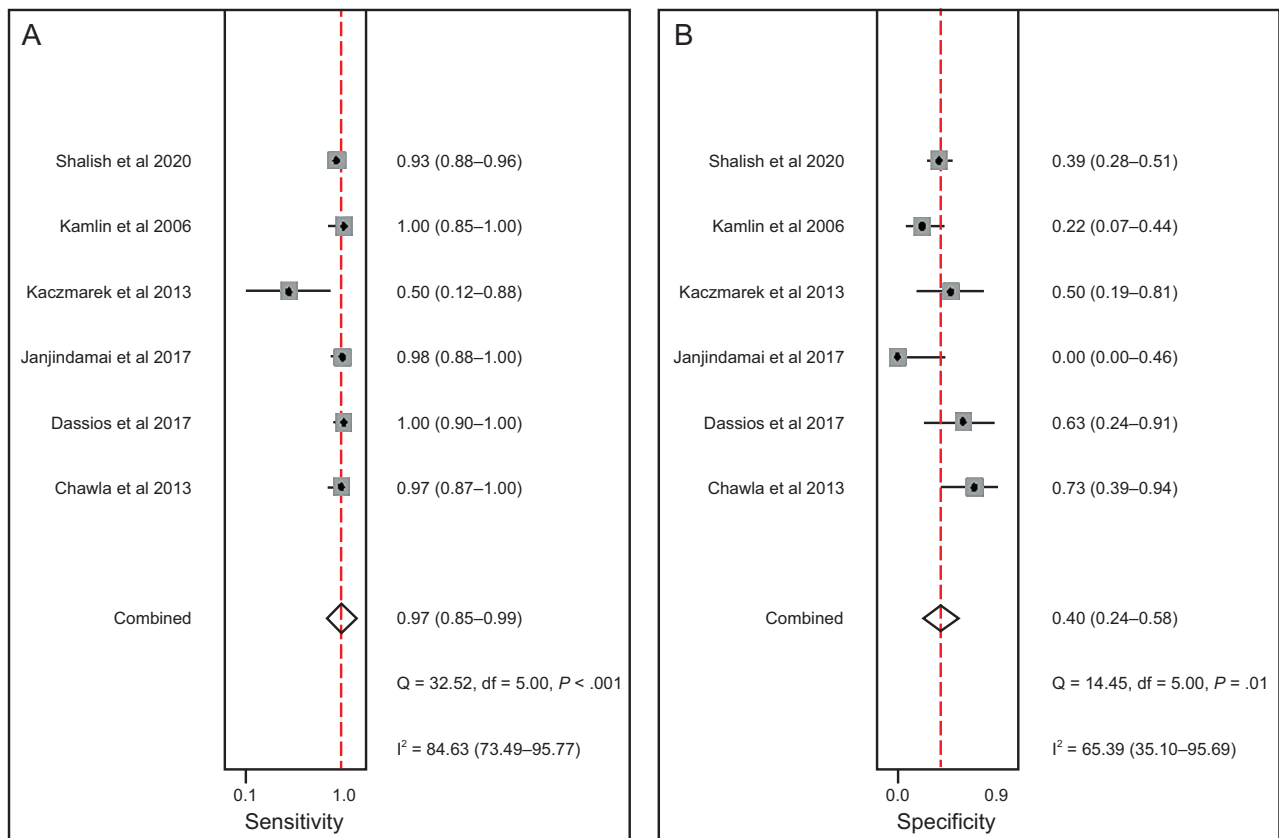 A
Shalish et al 2020 0.93 (0.88–0.96)
Kamlin et al 2006 1.00 (0.85–1.00)
Kaczmarek et al 2013 0.50 (0.12–0.88)
Janjindamai et al 2017 0.98 (0.88–1.00)
Dassios et al 2017 1.00 (0.90–1.00)
Chawla et al 2013 0.97 (0.87–1.00)
Combined 0.97 (0.85–0.99)
Q = 32.52, df = 5.00, P < .001
I² = 84.63 (73.49–95.77)
0.1 1.0
Sensitivity
B
Shalish et al 2020 0.39 (0.28–0.51)
Kamlin et al 2006 0.22 (0.07–0.44)
Kaczmarek et al 2013 0.50 (0.19–0.81)
Janjindamai et al 2017 0.00 (0.00–0.46)
Dassios et al 2017 0.63 (0.24–0.91)
Chawla et al 2013 0.73 (0.39–0.94)
Combined 0.40 (0.24–0.58)
Q = 14.45, df = 5.00, P = .01
I² = 65.39 (35.10–95.69)
0.0 0.9
Specificity